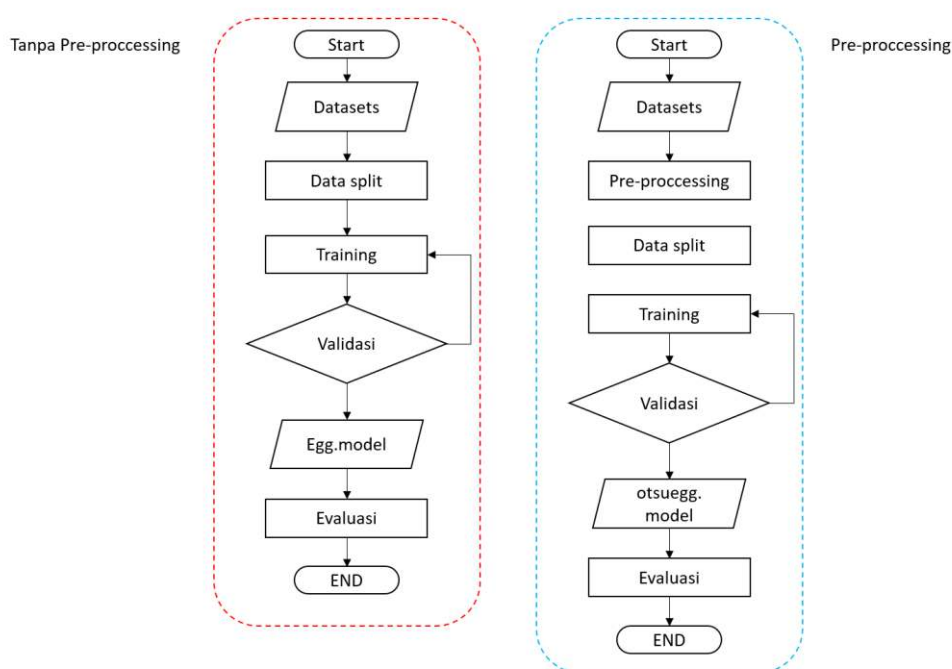 Tanpa Pre-proccessing
Start
Datasets
Data split
Training
Validasi
Egg.model
Evaluasi
END
Pre-proccessing
Start
Datasets
Pre-proccessing
Data split
Training
Validasi
otsuegg.
model
Evaluasi
END